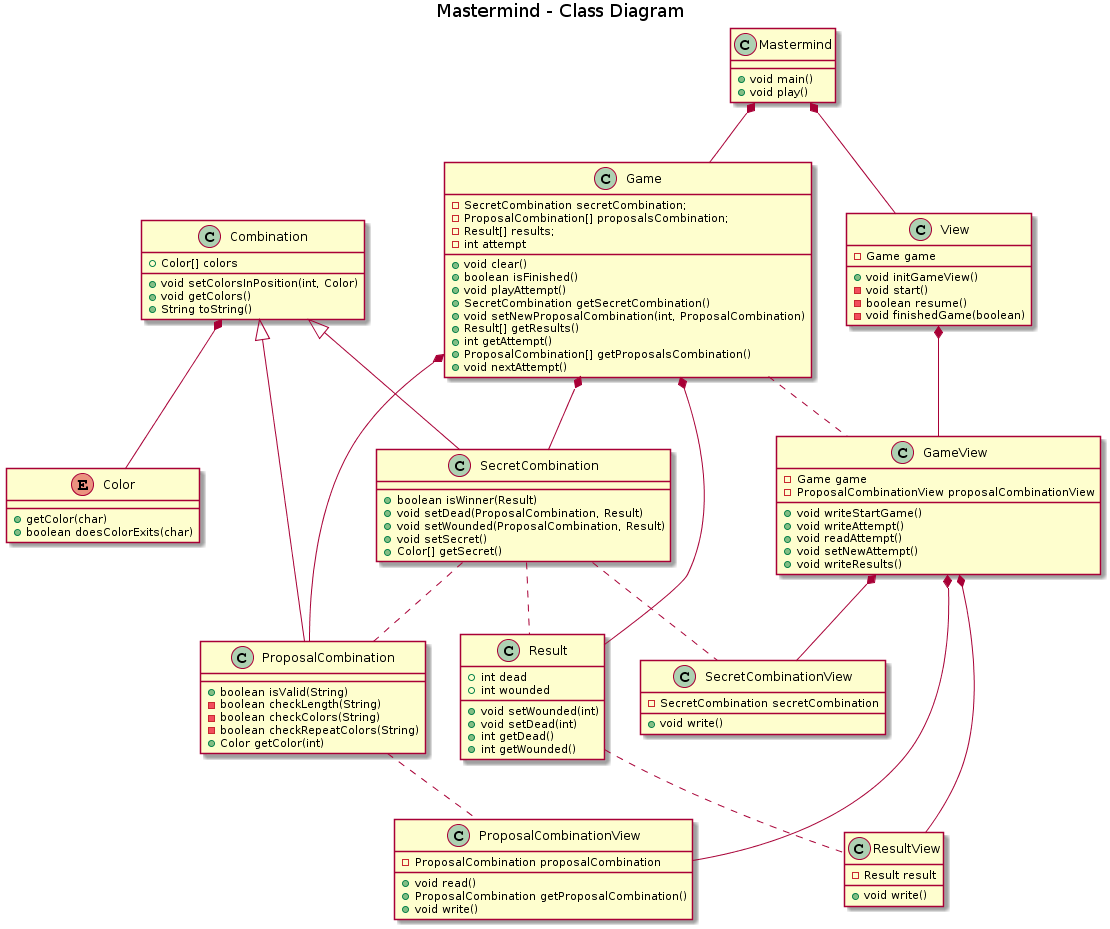 Mastermind - Class Diagram
C Mastermind
void main()
void play()
C Game
SecretCombination secretCombination;
ProposalCombination[] proposalsCombination;
Result[] results;
int attempt
void clear()
boolean isFinished()
void playAttempt()
SecretCombination getSecretCombination()
void setNewProposalCombination(int, ProposalCombination)
Result[] getResults()
int getAttempt()
ProposalCombination[] getProposalsCombination()
void nextAttempt()
C View
Game game
void initGameView()
void start()
boolean resume()
void finishedGame(boolean)
C Combination
Color[] colors
void setColorsInPosition(int, Color)
void getColors()
String toString()
E Color
getColor(char)
boolean doesColorExits(char)
C SecretCombination
boolean isWinner(Result)
void setDead(ProposalCombination, Result)
void setWounded(ProposalCombination, Result)
void setSecret()
Color[] getSecret()
C GameView
Game game
ProposalCombinationView proposalCombinationView
void writeStartGame()
void writeAttempt()
void readAttempt()
void setNewAttempt()
void writeResults()
C ProposalCombination
boolean isValid(String)
boolean checkLength(String)
boolean checkColors(String)
boolean checkRepeatColors(String)
Color getColor(int)
C Result
int dead
int wounded
void setWounded(int)
void setDead(int)
int getDead()
int getWounded()
C SecretCombinationView
SecretCombination secretCombination
void write()
C ProposalCombinationView
ProposalCombination proposalCombination
void read()
ProposalCombination getProposalCombination()
void write()
C ResultView
Result result
void write()